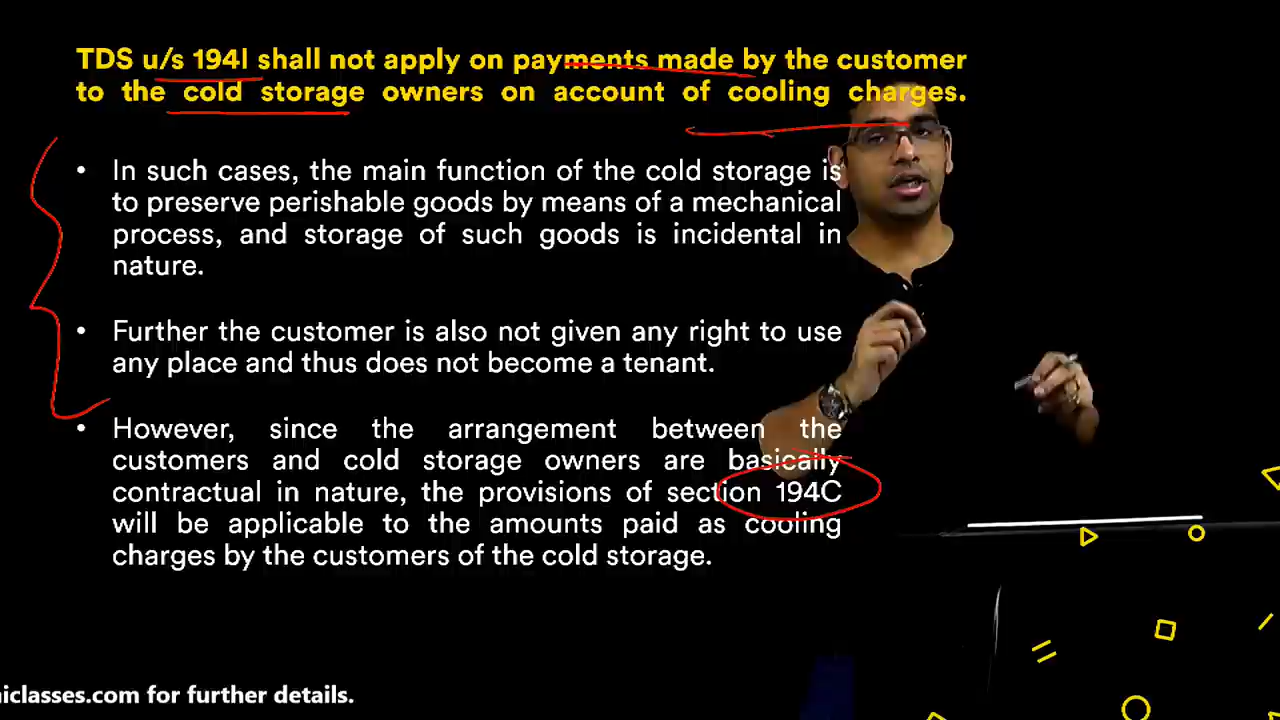 TDS u/s 194I shall not apply on payments made by the customer
to the cold storage owners on account of cooling charges.
• In such cases, the main function of the cold storage is
to preserve perishable goods by means of a mechanical
process, and storage of such goods is incidental in
nature.
• Further the customer is also not given any right to use
any place and thus does not become a tenant.
• However, since the arrangement between the
customers and cold storage owners are basically
contractual in nature, the provisions of section 194C
will be applicable to the amounts paid as cooling
charges by the customers of the cold storage.
for further details.